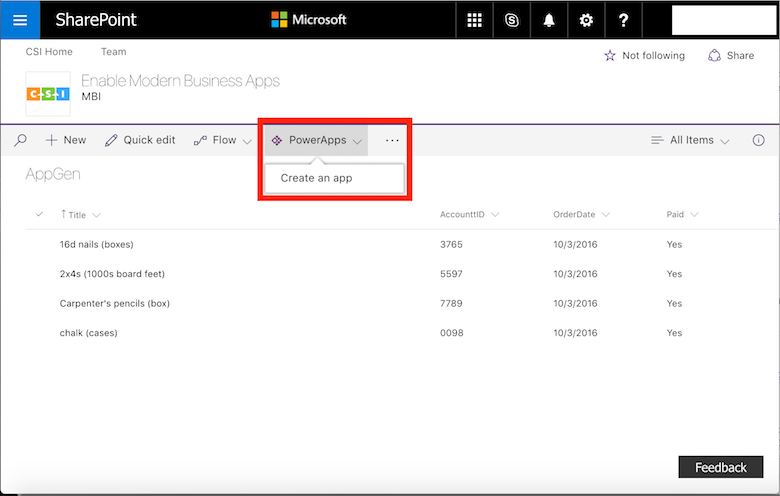 SharePoint Microsoft ?
CSI Home Team Not following Share
Enable Modern Business Apps
C+S+I
MBI
New Quick edit Flow PowerApps ... All Items
Create an app
AppGen
Title AccounttID OrderDate Paid
16d nails (boxes) 3765 10/3/2016 Yes
2x4s (1000s board feet) 5597 10/3/2016 Yes
Carpenter's pencils (box) 7789 10/3/2016 Yes
chalk (cases) 0098 10/3/2016 Yes
Feedback